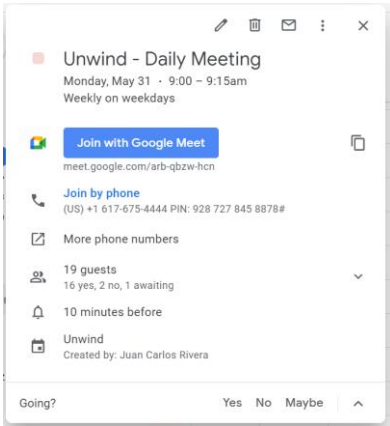 Unwind - Daily Meeting
Monday, May 31 · 9:00 – 9:15am
Weekly on weekdays
Join with Google Meet
meet.google.com/arb-qbzw-hcn
Join by phone
(US) +1 617-675-4444 PIN: 928 727 845 8878#
More phone numbers
19 guests
16 yes, 2 no, 1 awaiting
10 minutes before
Unwind
Created by: Juan Carlos Rivera
Going? Yes No Maybe